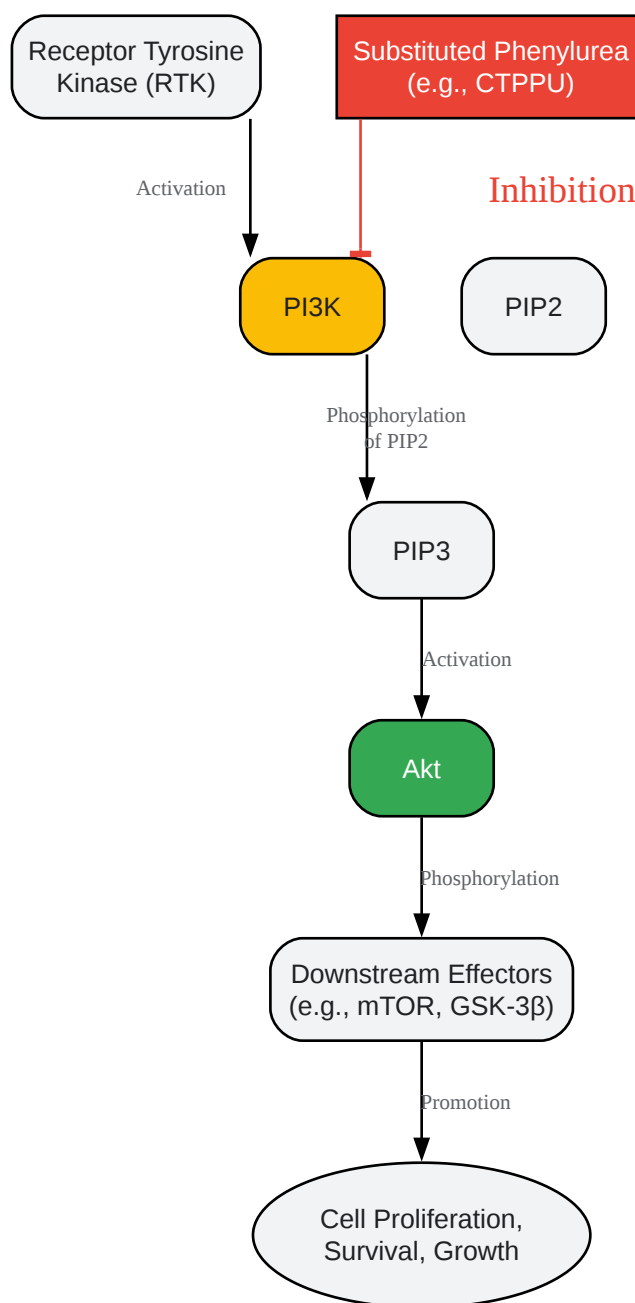 Receptor Tyrosine
Kinase (RTK)
Substituted Phenylurea
(e.g., CTPPU)
Activation
Inhibition
PI3K
PIP2
Phosphorylation
of PIP2
PIP3
Activation
Akt
Phosphorylation
Downstream Effectors
(e.g., mTOR, GSK-3β)
Promotion
Cell Proliferation,
Survival, Growth